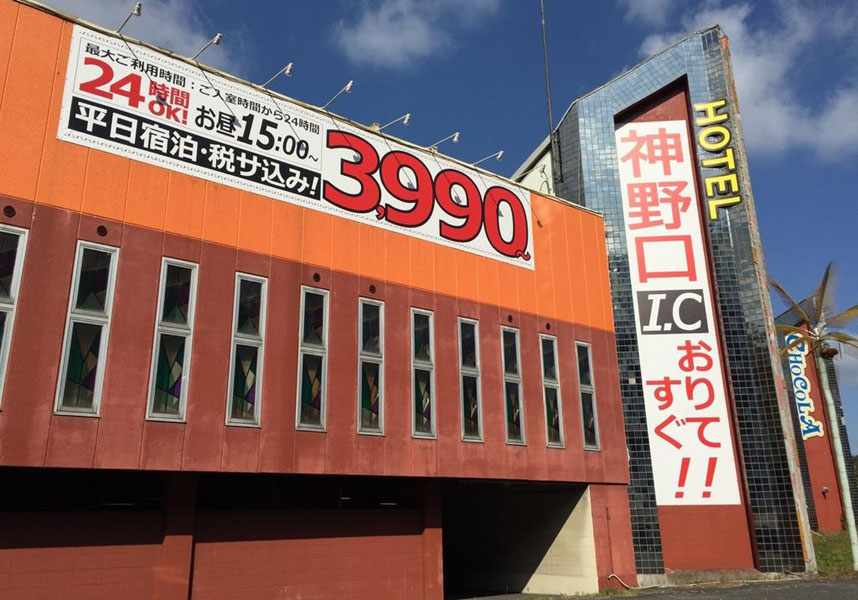 最大ご利用時間:ご入室時間から24時間
24時間OK! お昼15:00~
平日宿泊・税サ込み!
3,990~
HOTEL
神野口
I.C
おりて
すぐ!!
CHOCOLA